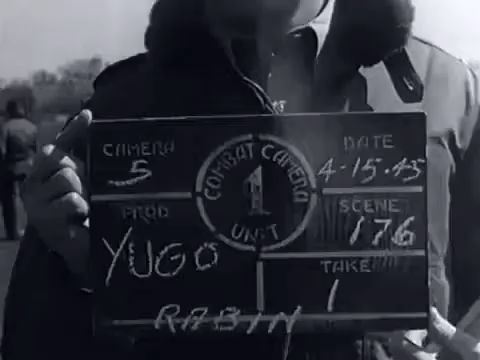 CAMERA
5
COMBAT CAMERA
1
UNIT
DATE
4-15-45
PROD
YUGO
SCENE
176
TAKE
1
RABIN